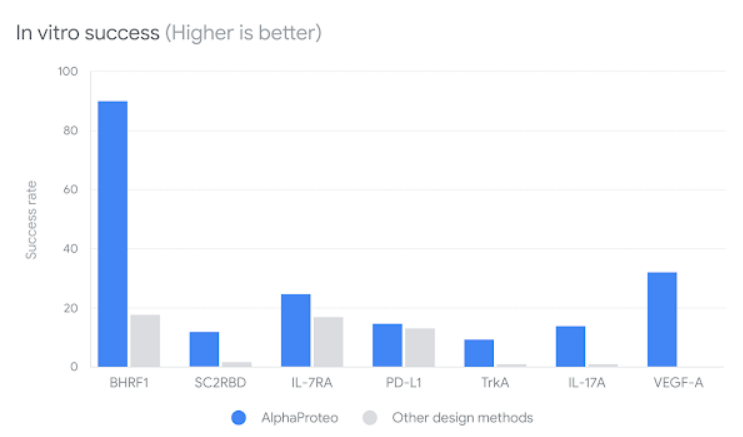 In vitro success (Higher is better)
100
80
60
40
20
0
Success rate
BHRF1 SC2RBD IL-7RA PD-L1 TrkA IL-17A VEGF-A
AlphaProteo Other design methods